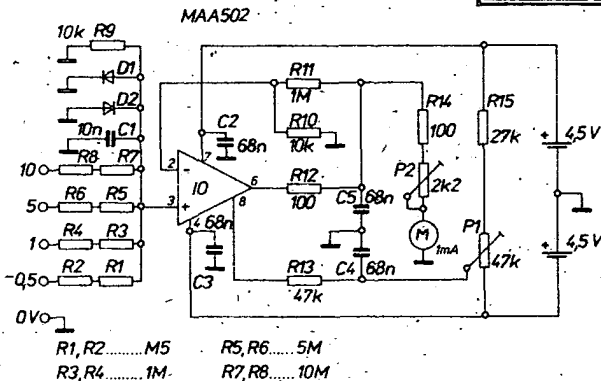 MAA502
10k R9
D1
D2
10n C1
10 R8 R7
5 R6 R5
1 R4 R3
-0,5 R2 R1
0V
R11
1M
R10
10k
C2
68n
7
2 -
IO
3 +
6
4
8
R12
100
C5
68n
68n
C3
C4
68n
R13
47k
R14
100
P2
2k2
M
1mA
R15
27k
P1
47k
+
4,5V
+
4,5V
R1,R2.........M5 R5,R6.....5M
R3,R4.........1M R7,R8.....10M